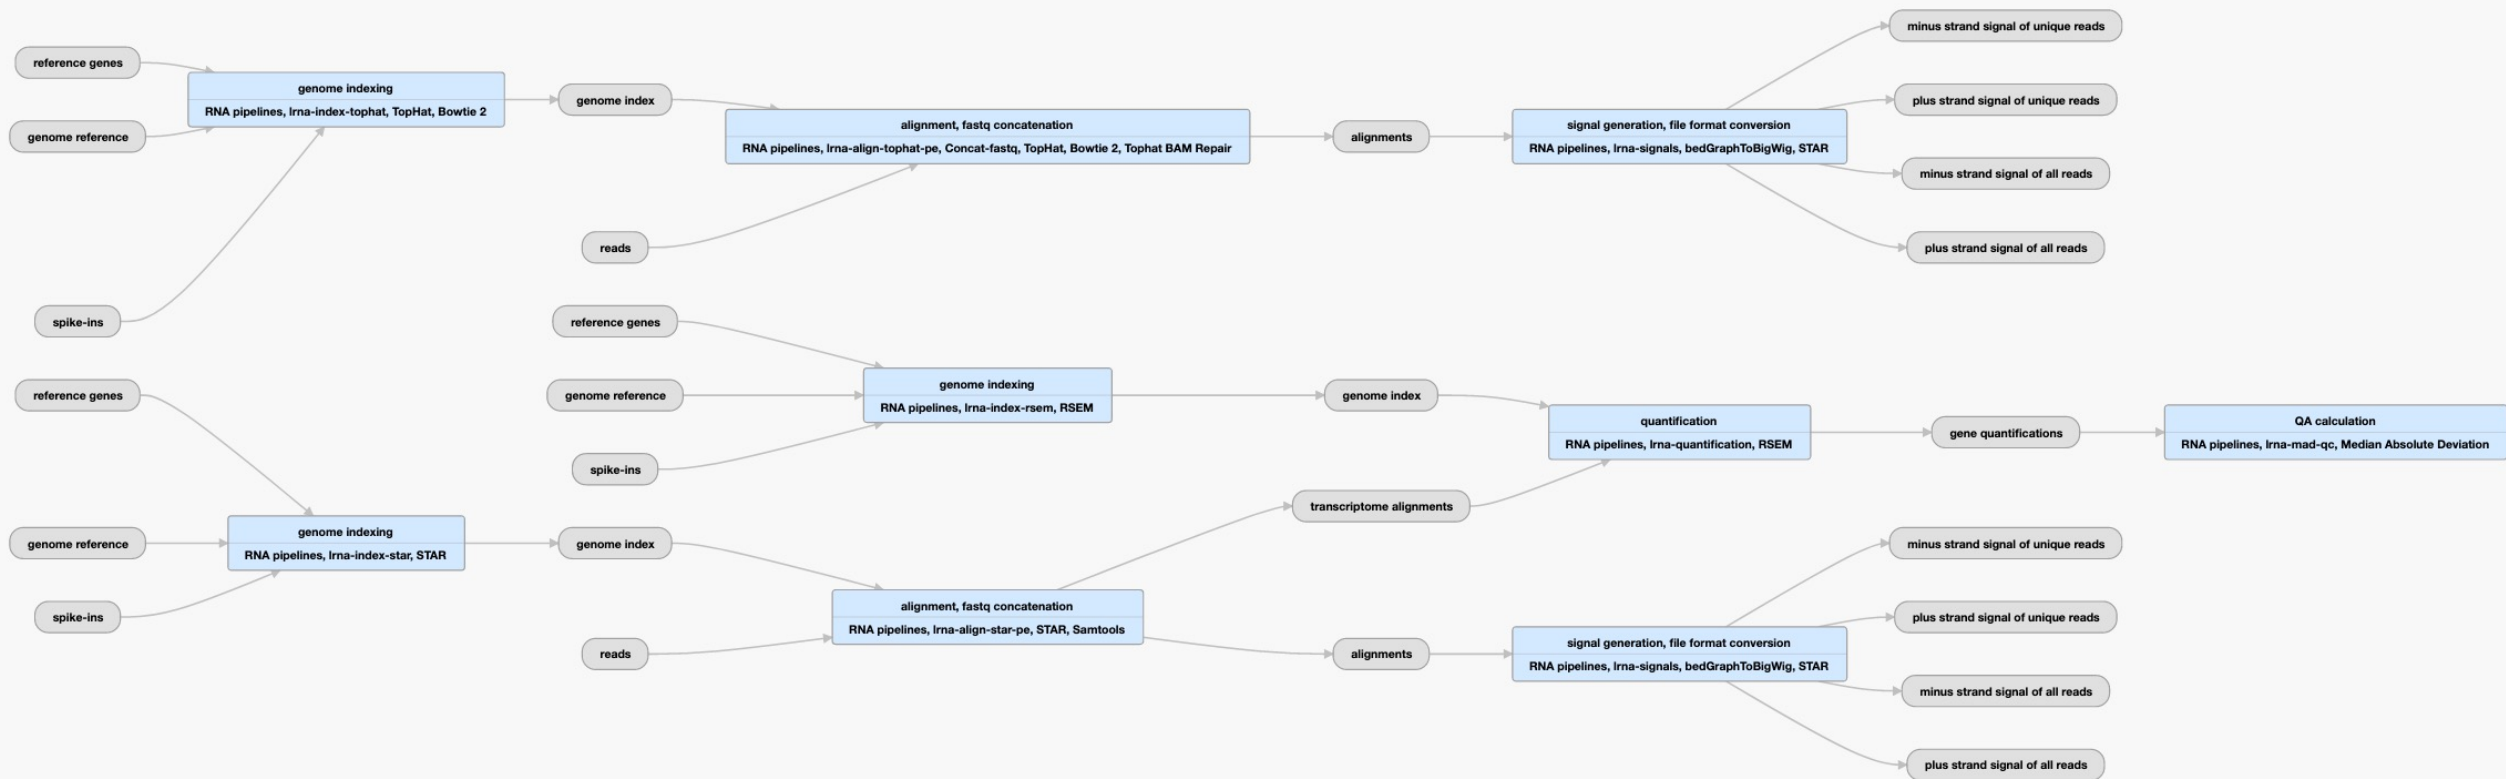 minus strand signal of unique reads
reference genes
genome indexing
RNA pipelines, lrna-index-tophat, TopHat, Bowtie 2
genome index
plus strand signal of unique reads
genome reference
alignment, fastq concatenation
RNA pipelines, lrna-align-tophat-pe, Concat-fastq, TopHat, Bowtie 2, Tophat BAM Repair
alignments
signal generation, file format conversion
RNA pipelines, lrna-signals, bedGraphToBigWig, STAR
minus strand signal of all reads
reads
plus strand signal of all reads
spike-ins
reference genes
reference genes
genome reference
genome indexing
RNA pipelines, lrna-index-rsem, RSEM
genome index
quantification
RNA pipelines, lrna-quantification, RSEM
gene quantifications
QA calculation
RNA pipelines, lrna-mad-qc, Median Absolute Deviation
spike-ins
transcriptome alignments
genome reference
genome indexing
RNA pipelines, lrna-index-star, STAR
genome index
minus strand signal of unique reads
spike-ins
alignment, fastq concatenation
RNA pipelines, lrna-align-star-pe, STAR, Samtools
plus strand signal of unique reads
reads
alignments
signal generation, file format conversion
RNA pipelines, lrna-signals, bedGraphToBigWig, STAR
minus strand signal of all reads
plus strand signal of all reads